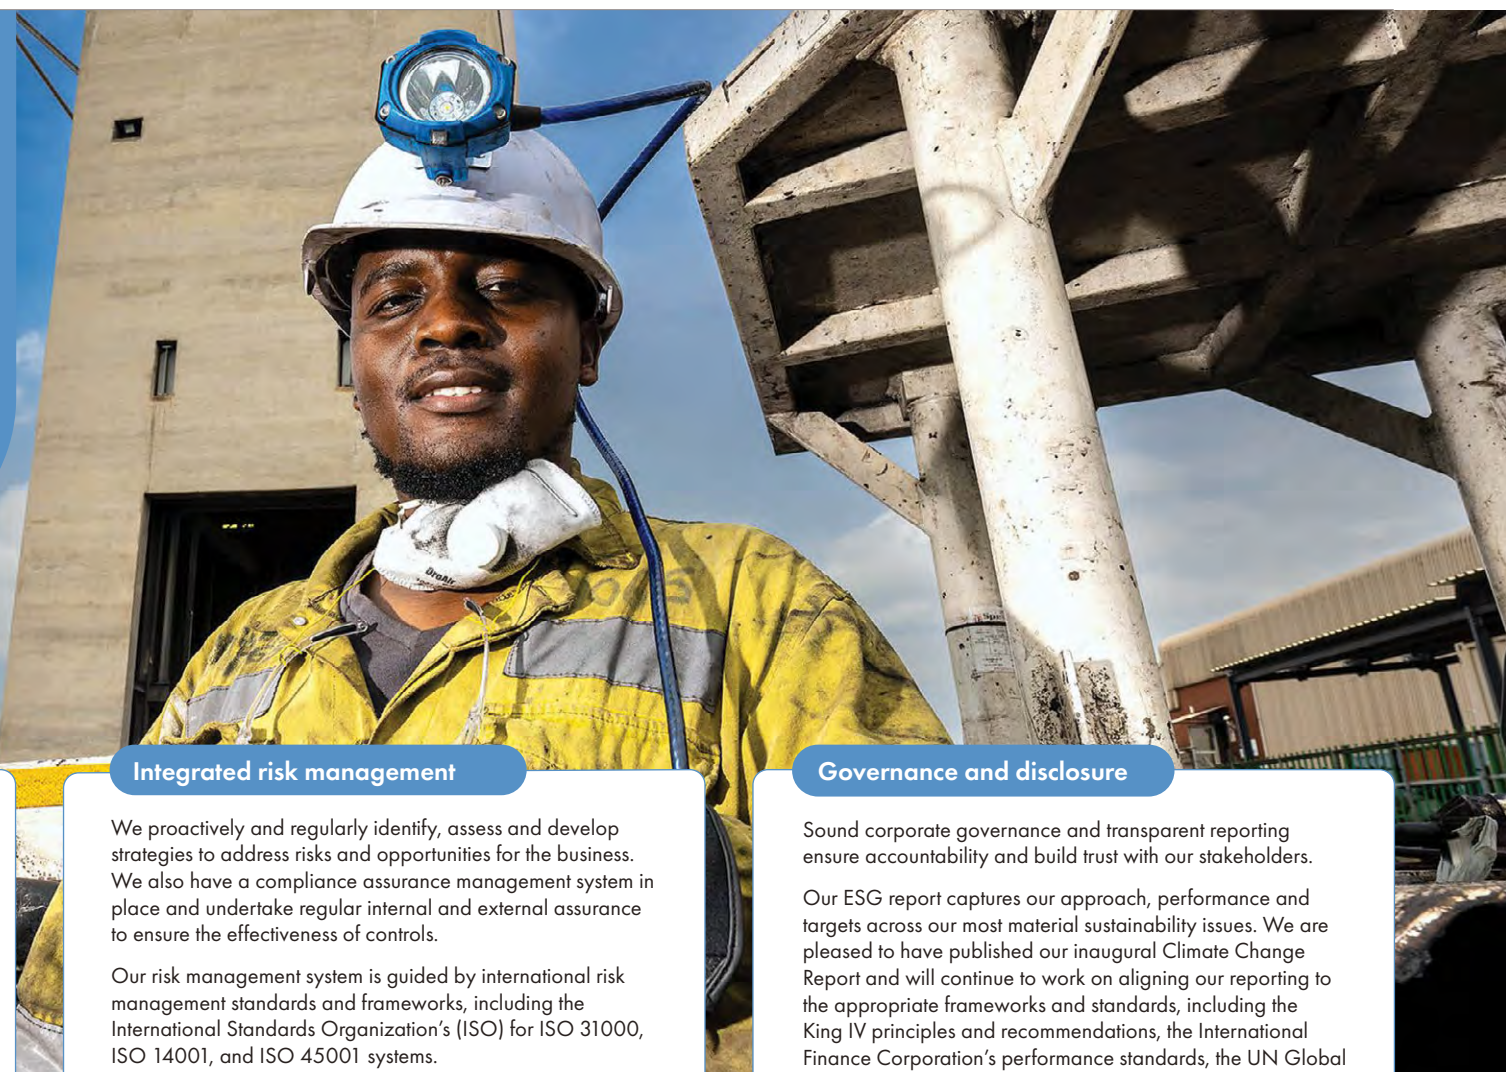 Integrated risk management
We proactively and regularly identify, assess and develop
strategies to address risks and opportunities for the business.
We also have a compliance assurance management system in
place and undertake regular internal and external assurance
to ensure the effectiveness of controls.
Our risk management system is guided by international risk
management standards and frameworks, including the
International Standards Organization’s (ISO) for ISO 31000,
ISO 14001, and ISO 45001 systems.
Governance and disclosure
Sound corporate governance and transparent reporting
ensure accountability and build trust with our stakeholders.
Our ESG report captures our approach, performance and
targets across our most material sustainability issues. We are
pleased to have published our inaugural Climate Change
Report and will continue to work on aligning our reporting to
the appropriate frameworks and standards, including the
King IV principles and recommendations, the International
Finance Corporation’s performance standards, the UN Global